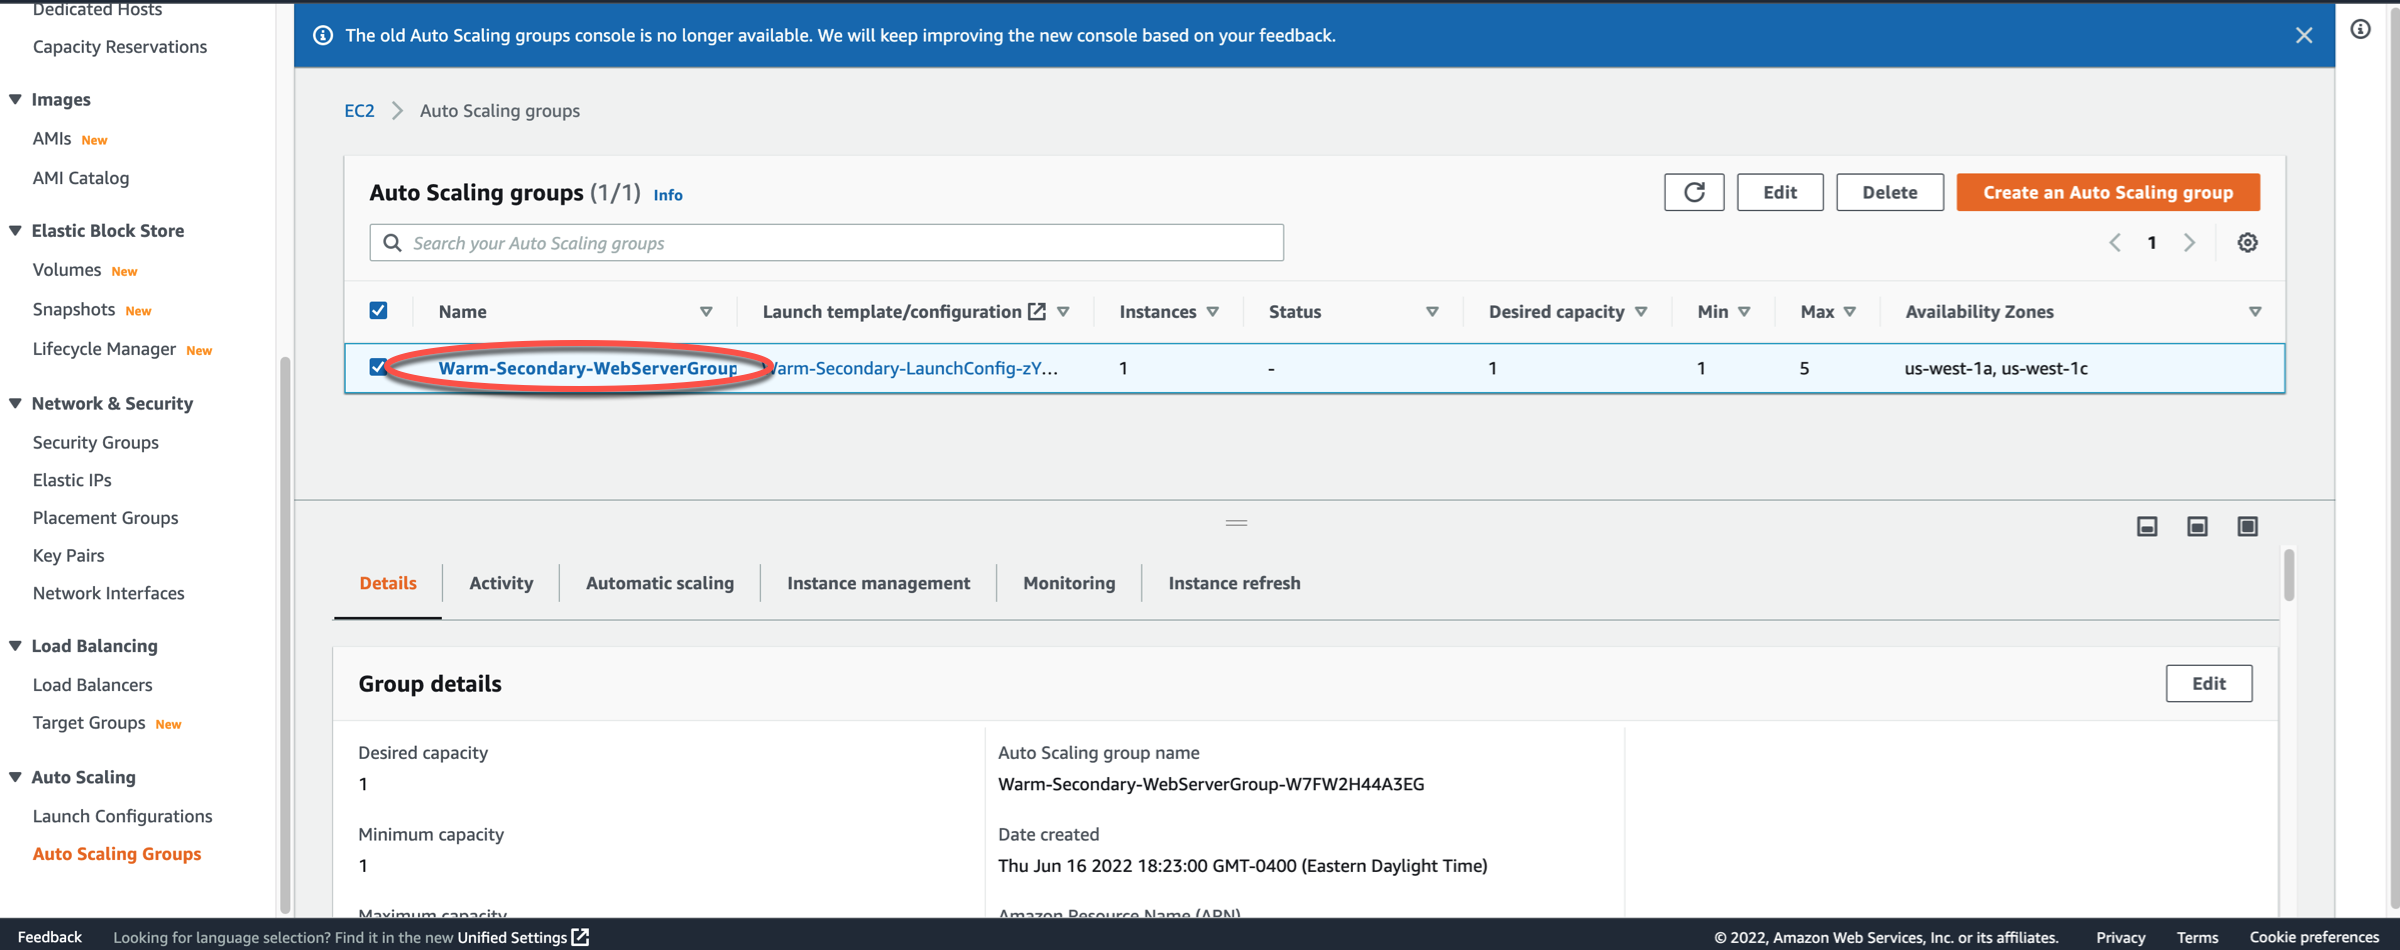 Dedicated Hosts
Capacity Reservations
Images
AMIs New
AMI Catalog
Elastic Block Store
Volumes New
Snapshots New
Lifecycle Manager New
Network & Security
Security Groups
Elastic IPs
Placement Groups
Key Pairs
Network Interfaces
Load Balancing
Load Balancers
Target Groups New
Auto Scaling
Launch Configurations
Auto Scaling Groups
The old Auto Scaling groups console is no longer available. We will keep improving the new console based on your feedback.
EC2 > Auto Scaling groups
Auto Scaling groups (1/1) Info
Edit
Delete
Create an Auto Scaling group
Search your Auto Scaling groups
1
Name Launch template/configuration Instances Status Desired capacity Min Max Availability Zones
Warm-Secondary-WebServerGroup Warm-Secondary-LaunchConfig-zY... 1 - 1 1 5 us-west-1a, us-west-1c
Details Activity Automatic scaling Instance management Monitoring Instance refresh
Group details
Edit
Desired capacity
1
Minimum capacity
1
Maximum capacity
Auto Scaling group name
Warm-Secondary-WebServerGroup-W7FW2H44A3EG
Date created
Thu Jun 16 2022 18:23:00 GMT-0400 (Eastern Daylight Time)
Amazon Resource Name (ARN)
Feedback Looking for language selection? Find it in the new Unified Settings © 2022, Amazon Web Services, Inc. or its affiliates. Privacy Terms Cookie preferences